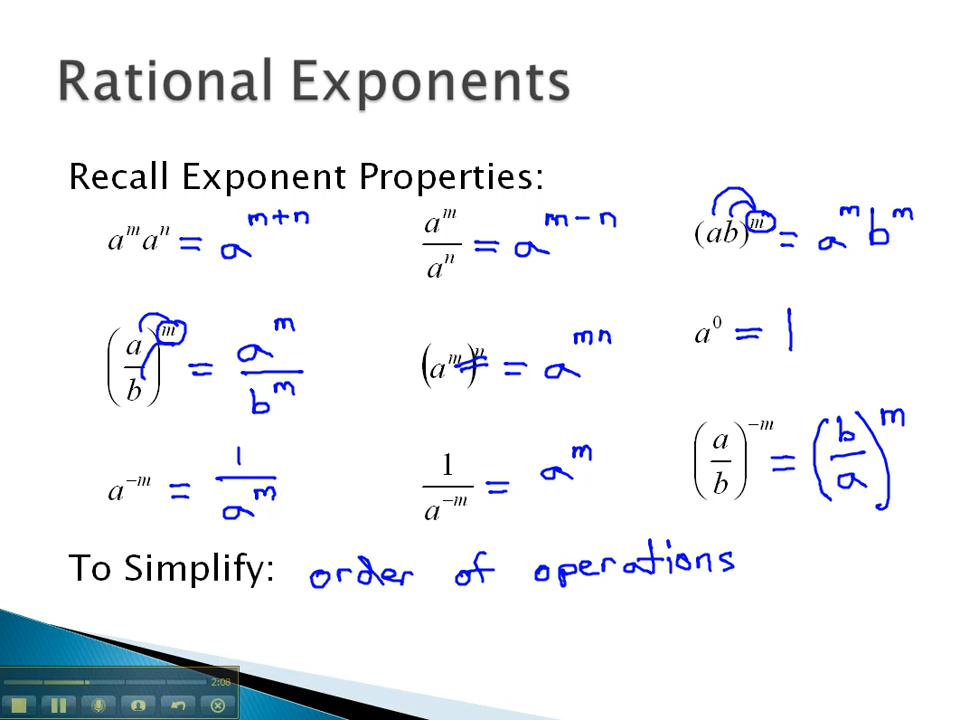 Rational Exponents
Recall Exponent Properties:
a^m a^n = a^{m+n}    a^m / a^n = a^{m-n}    (ab)^m = a^m b^m
(a/b)^m = a^m / b^m    (a^m)^n = a^{mn}    a^0 = 1
a^{-m} = 1 / a^m    1 / a^{-m} = a^m    (a/b)^{-m} = (b/a)^m
To Simplify: order of operations
2:08